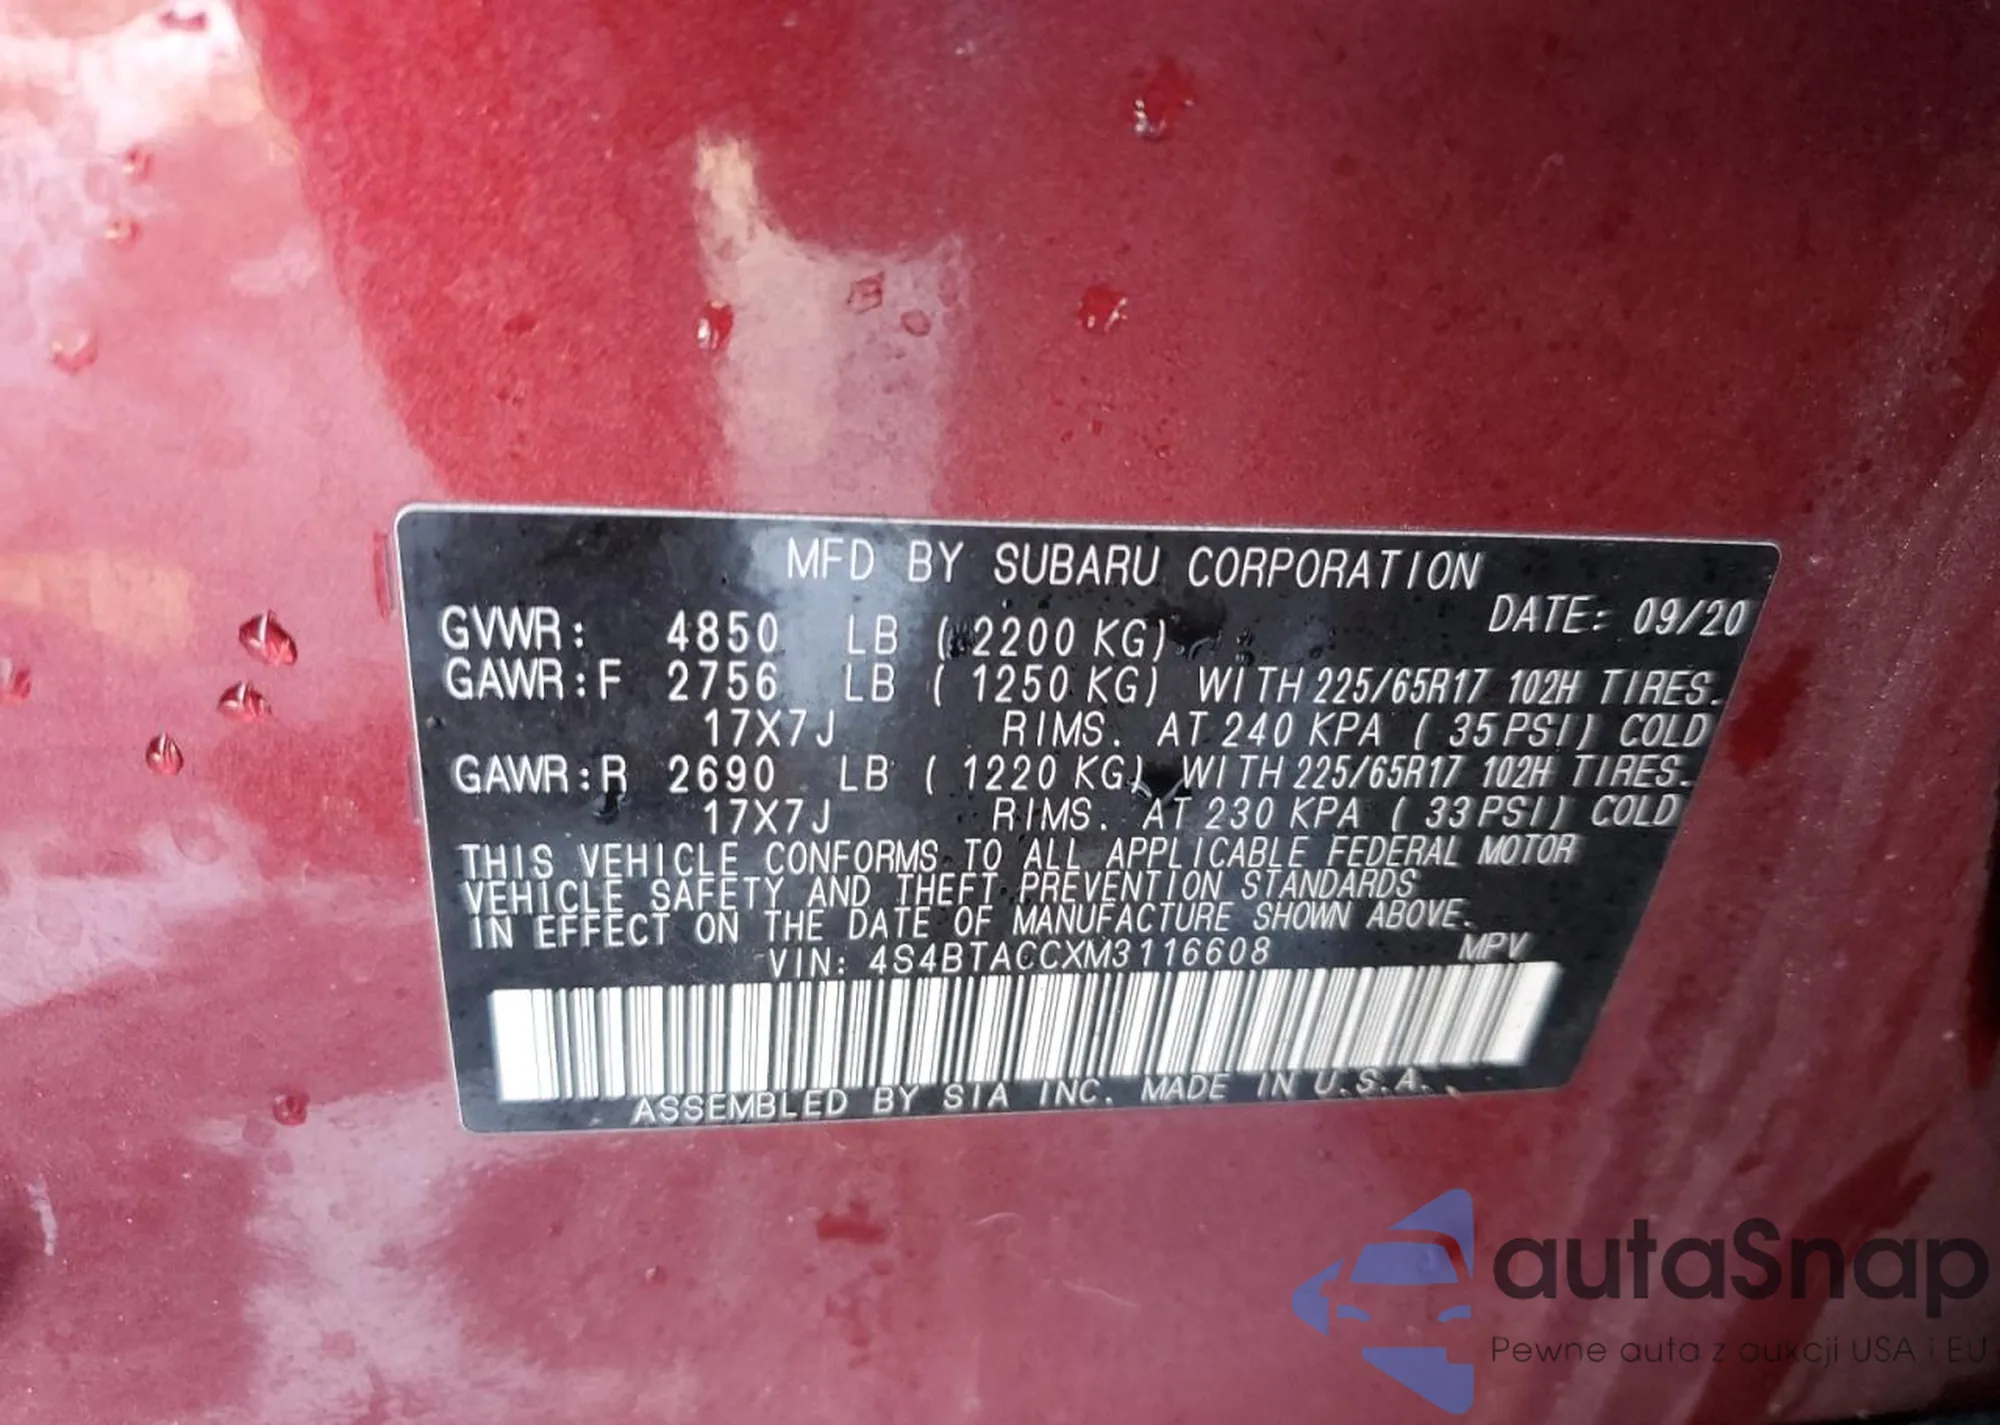 MFD BY SUBARU CORPORATION
DATE: 09/20
GVWR: 4850 LB ( 2200 KG)
GAWR:F 2756 LB ( 1250 KG) WITH 225/65R17 102H TIRES.
17X7J RIMS. AT 240 KPA ( 35PSI) COLD
GAWR:R 2690 LB ( 1220 KG) WITH 225/65R17 102H TIRES.
17X7J RIMS. AT 230 KPA ( 33PSI) COLD
THIS VEHICLE CONFORMS TO ALL APPLICABLE FEDERAL MOTOR
VEHICLE SAFETY AND THEFT PREVENTION STANDARDS
IN EFFECT ON THE DATE OF MANUFACTURE SHOWN ABOVE.
VIN: 4S4BTACCXM3116608 MPV
ASSEMBLED BY SIA INC. MADE IN U.S.A.
autaSnap
Pewne auta z aukcji USA i EU